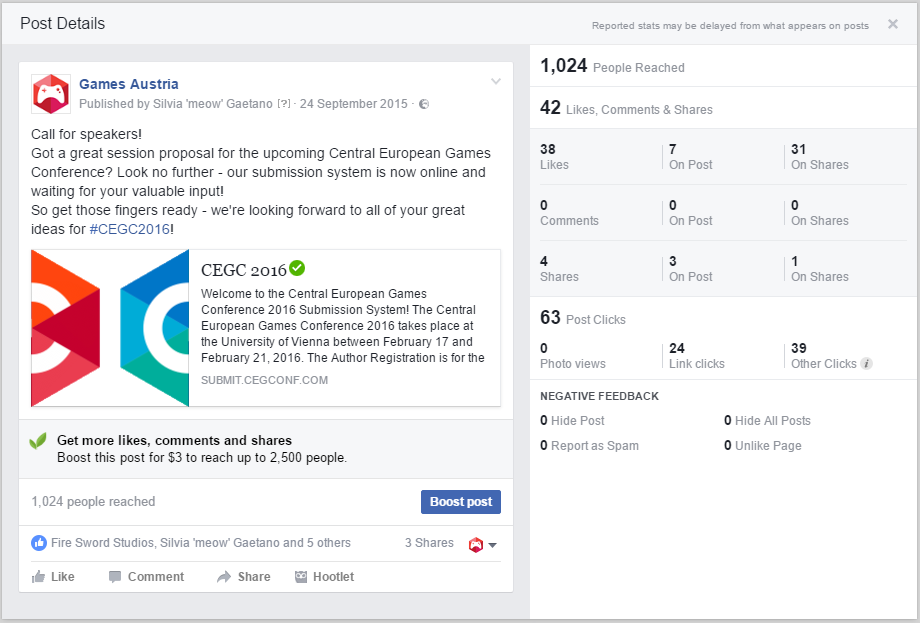 Post Details
Reported stats may be delayed from what appears on posts
Games Austria
Published by Silvia 'meow' Gaetano [?] · 24 September 2015 ·
Call for speakers!
Got a great session proposal for the upcoming Central European Games
Conference? Look no further - our submission system is now online and
waiting for your valuable input!
So get those fingers ready - we're looking forward to all of your great
ideas for #CEGC2016!
CEGC 2016
Welcome to the Central European Games
Conference 2016 Submission System! The Central
European Games Conference 2016 takes place at
the University of Vienna between February 17 and
February 21, 2016. The Author Registration is for the
SUBMIT.CEGCONF.COM
Get more likes, comments and shares
Boost this post for $3 to reach up to 2,500 people.
1,024 people reached
Boost post
Fire Sword Studios, Silvia 'meow' Gaetano and 5 others
3 Shares
Like Comment Share Hootlet
1,024 People Reached
42 Likes, Comments & Shares
38 7 31
Likes On Post On Shares
0 0 0
Comments On Post On Shares
4 3 1
Shares On Post On Shares
63 Post Clicks
0 24 39
Photo views Link clicks Other Clicks i
NEGATIVE FEEDBACK
0 Hide Post 0 Hide All Posts
0 Report as Spam 0 Unlike Page